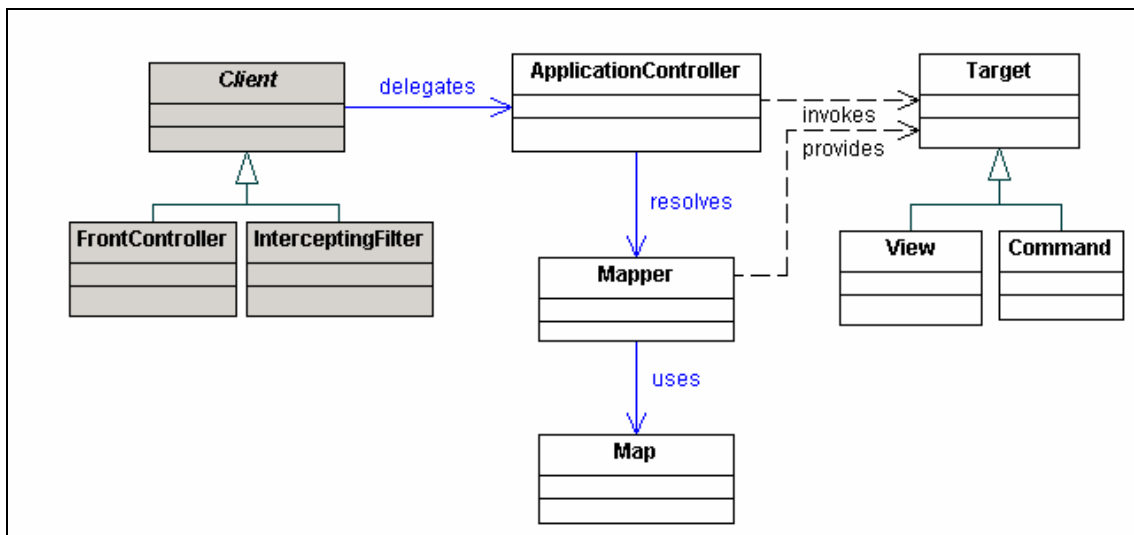 Client
delegates
ApplicationController
Target
invokes
provides
resolves
FrontController
InterceptingFilter
Mapper
View
Command
uses
Map